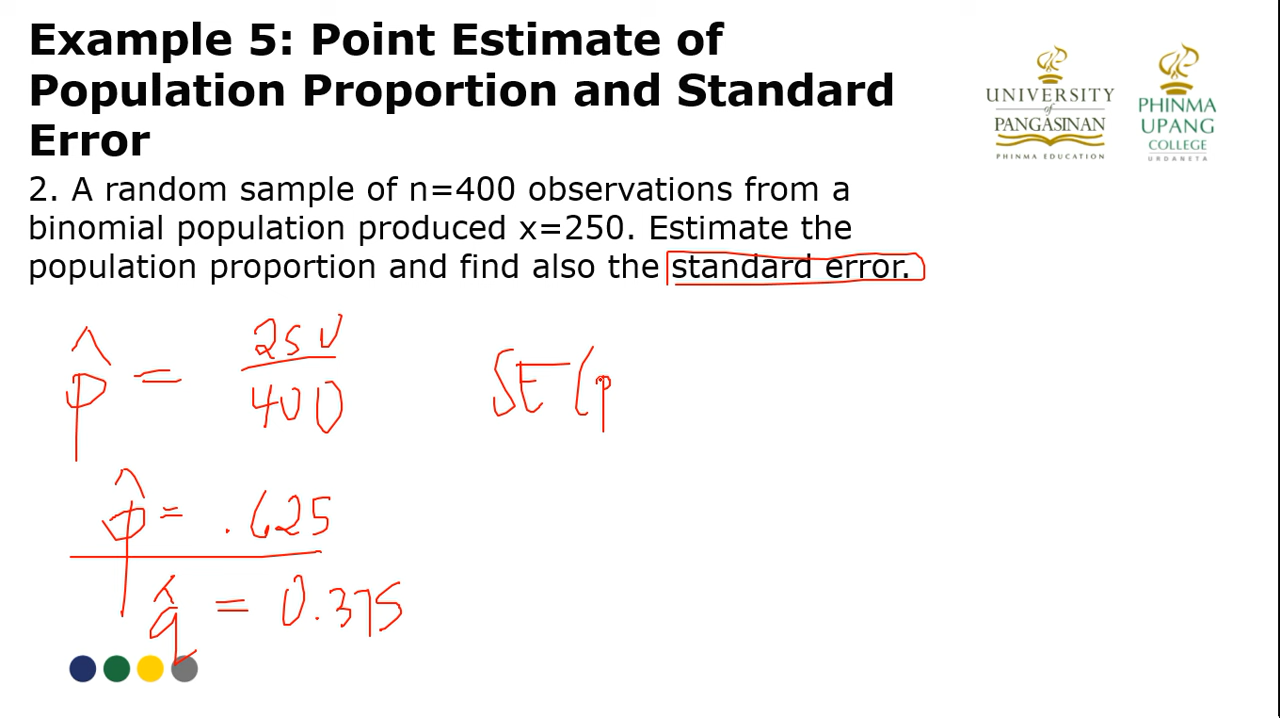 Example 5: Point Estimate of
Population Proportion and Standard
Error
UNIVERSITY
of
PANGASINAN
PHINMA EDUCATION
PHINMA
UPANG
COLLEGE
URDANETA
2. A random sample of n=400 observations from a
binomial population produced x=250. Estimate the
population proportion and find also the standard error.
p̂ = 250/400
SE(p
p̂ = .625
q̂ = 0.375